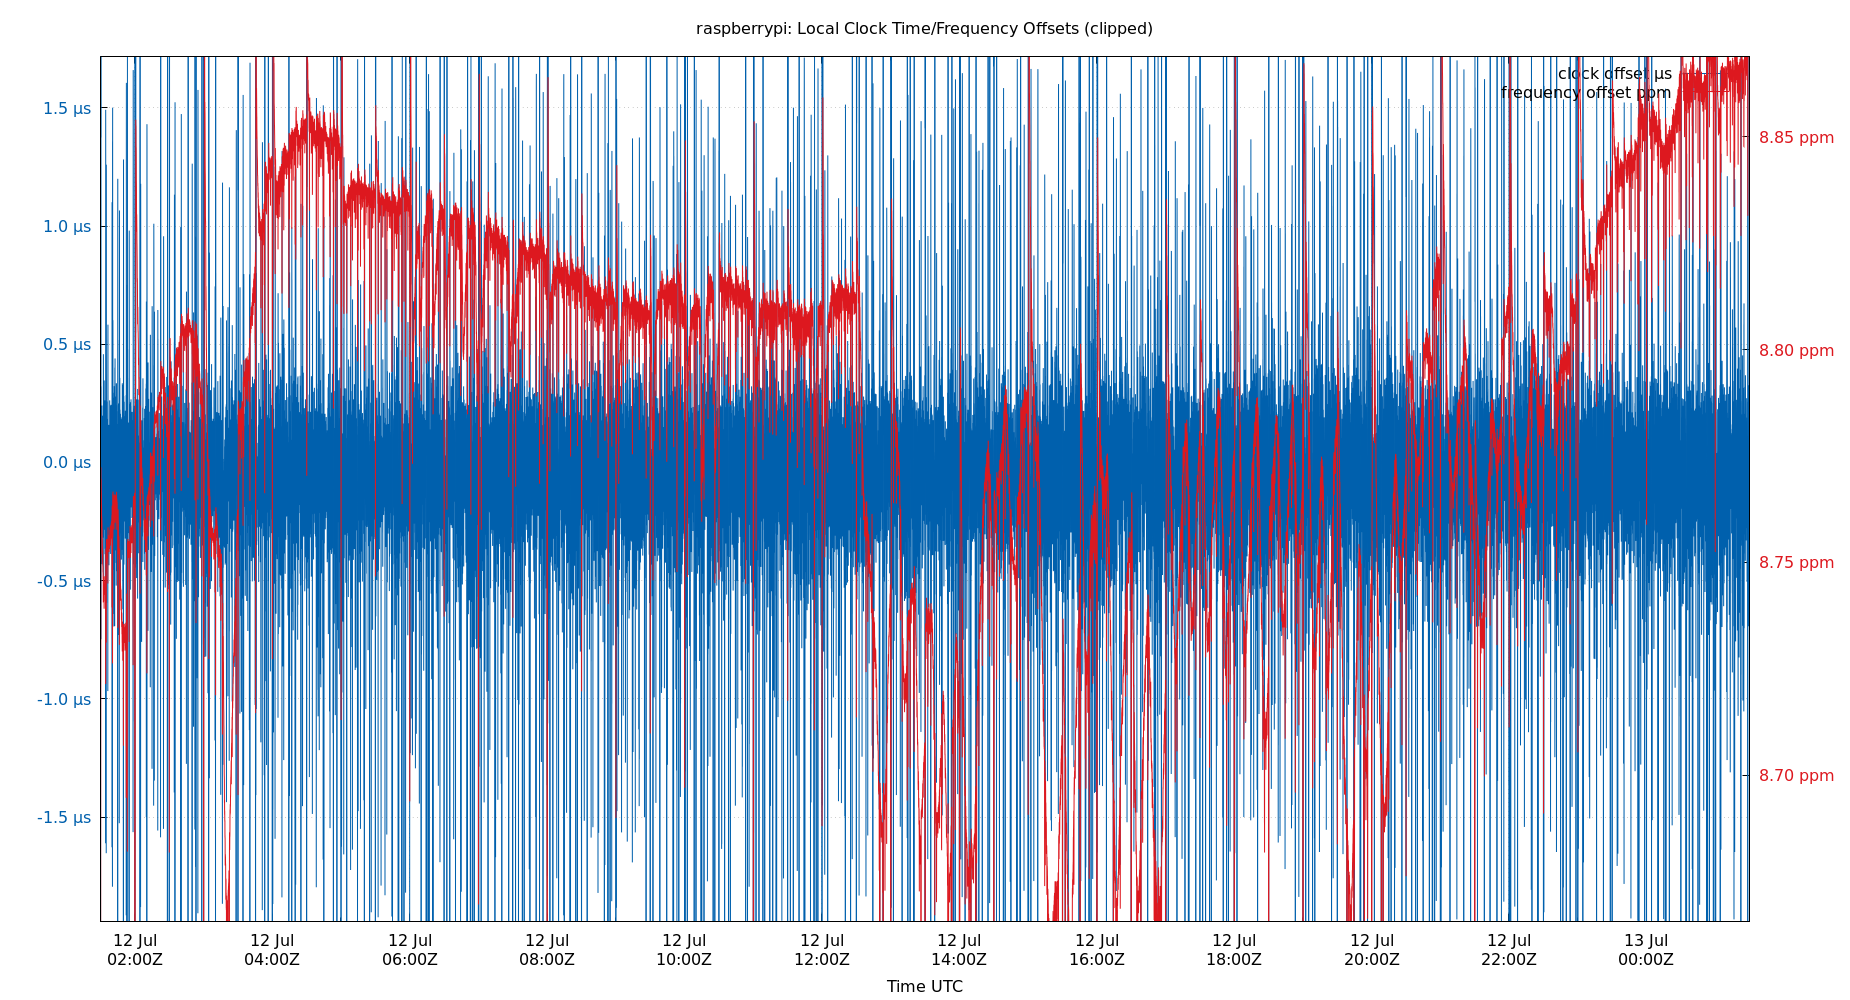 raspberrypi: Local Clock Time/Frequency Offsets (clipped)
clock offset µs
frequency offset ppm
1.5 µs
1.0 µs
0.5 µs
0.0 µs
-0.5 µs
-1.0 µs
-1.5 µs
8.85 ppm
8.80 ppm
8.75 ppm
8.70 ppm
12 Jul 12 Jul 12 Jul 12 Jul 12 Jul 12 Jul 12 Jul 12 Jul 12 Jul 12 Jul 12 Jul 13 Jul
02:00Z 04:00Z 06:00Z 08:00Z 10:00Z 12:00Z 14:00Z 16:00Z 18:00Z 20:00Z 22:00Z 00:00Z
Time UTC